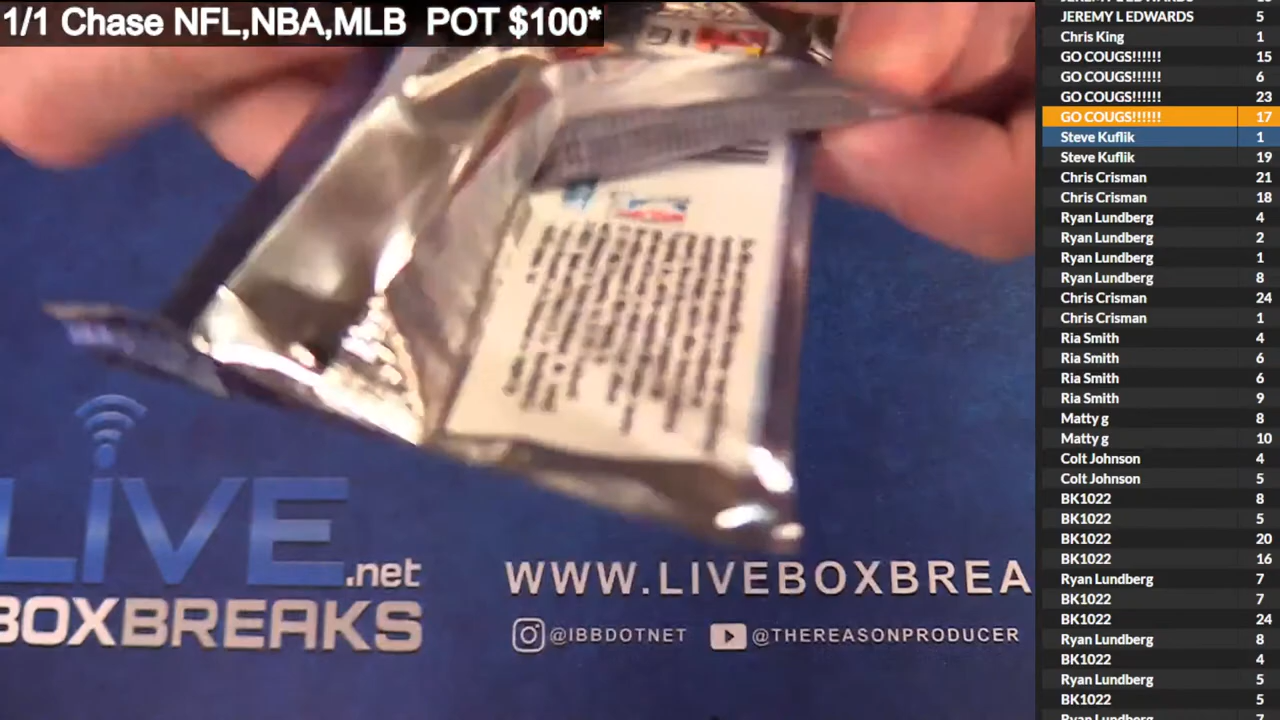 1/1 Chase NFL,NBA,MLB POT $100*
LIVE
.net
BOXBREAKS
WWW.LIVEBOXBREA
@IBBDOTNET @THEREASONPRODUCER
JEREMY L EDWARDS 5
Chris King 1
GO COUGS!!!!!! 15
GO COUGS!!!!!! 6
GO COUGS!!!!!! 23
GO COUGS!!!!!! 17
Steve Kuflik 1
Steve Kuflik 19
Chris Crisman 21
Chris Crisman 18
Ryan Lundberg 4
Ryan Lundberg 2
Ryan Lundberg 1
Ryan Lundberg 8
Chris Crisman 24
Chris Crisman 1
Ria Smith 4
Ria Smith 6
Ria Smith 6
Ria Smith 9
Matty g 8
Matty g 10
Colt Johnson 4
Colt Johnson 5
BK1022 8
BK1022 5
BK1022 20
BK1022 16
Ryan Lundberg 7
BK1022 7
BK1022 24
Ryan Lundberg 8
BK1022 4
Ryan Lundberg 5
BK1022 5